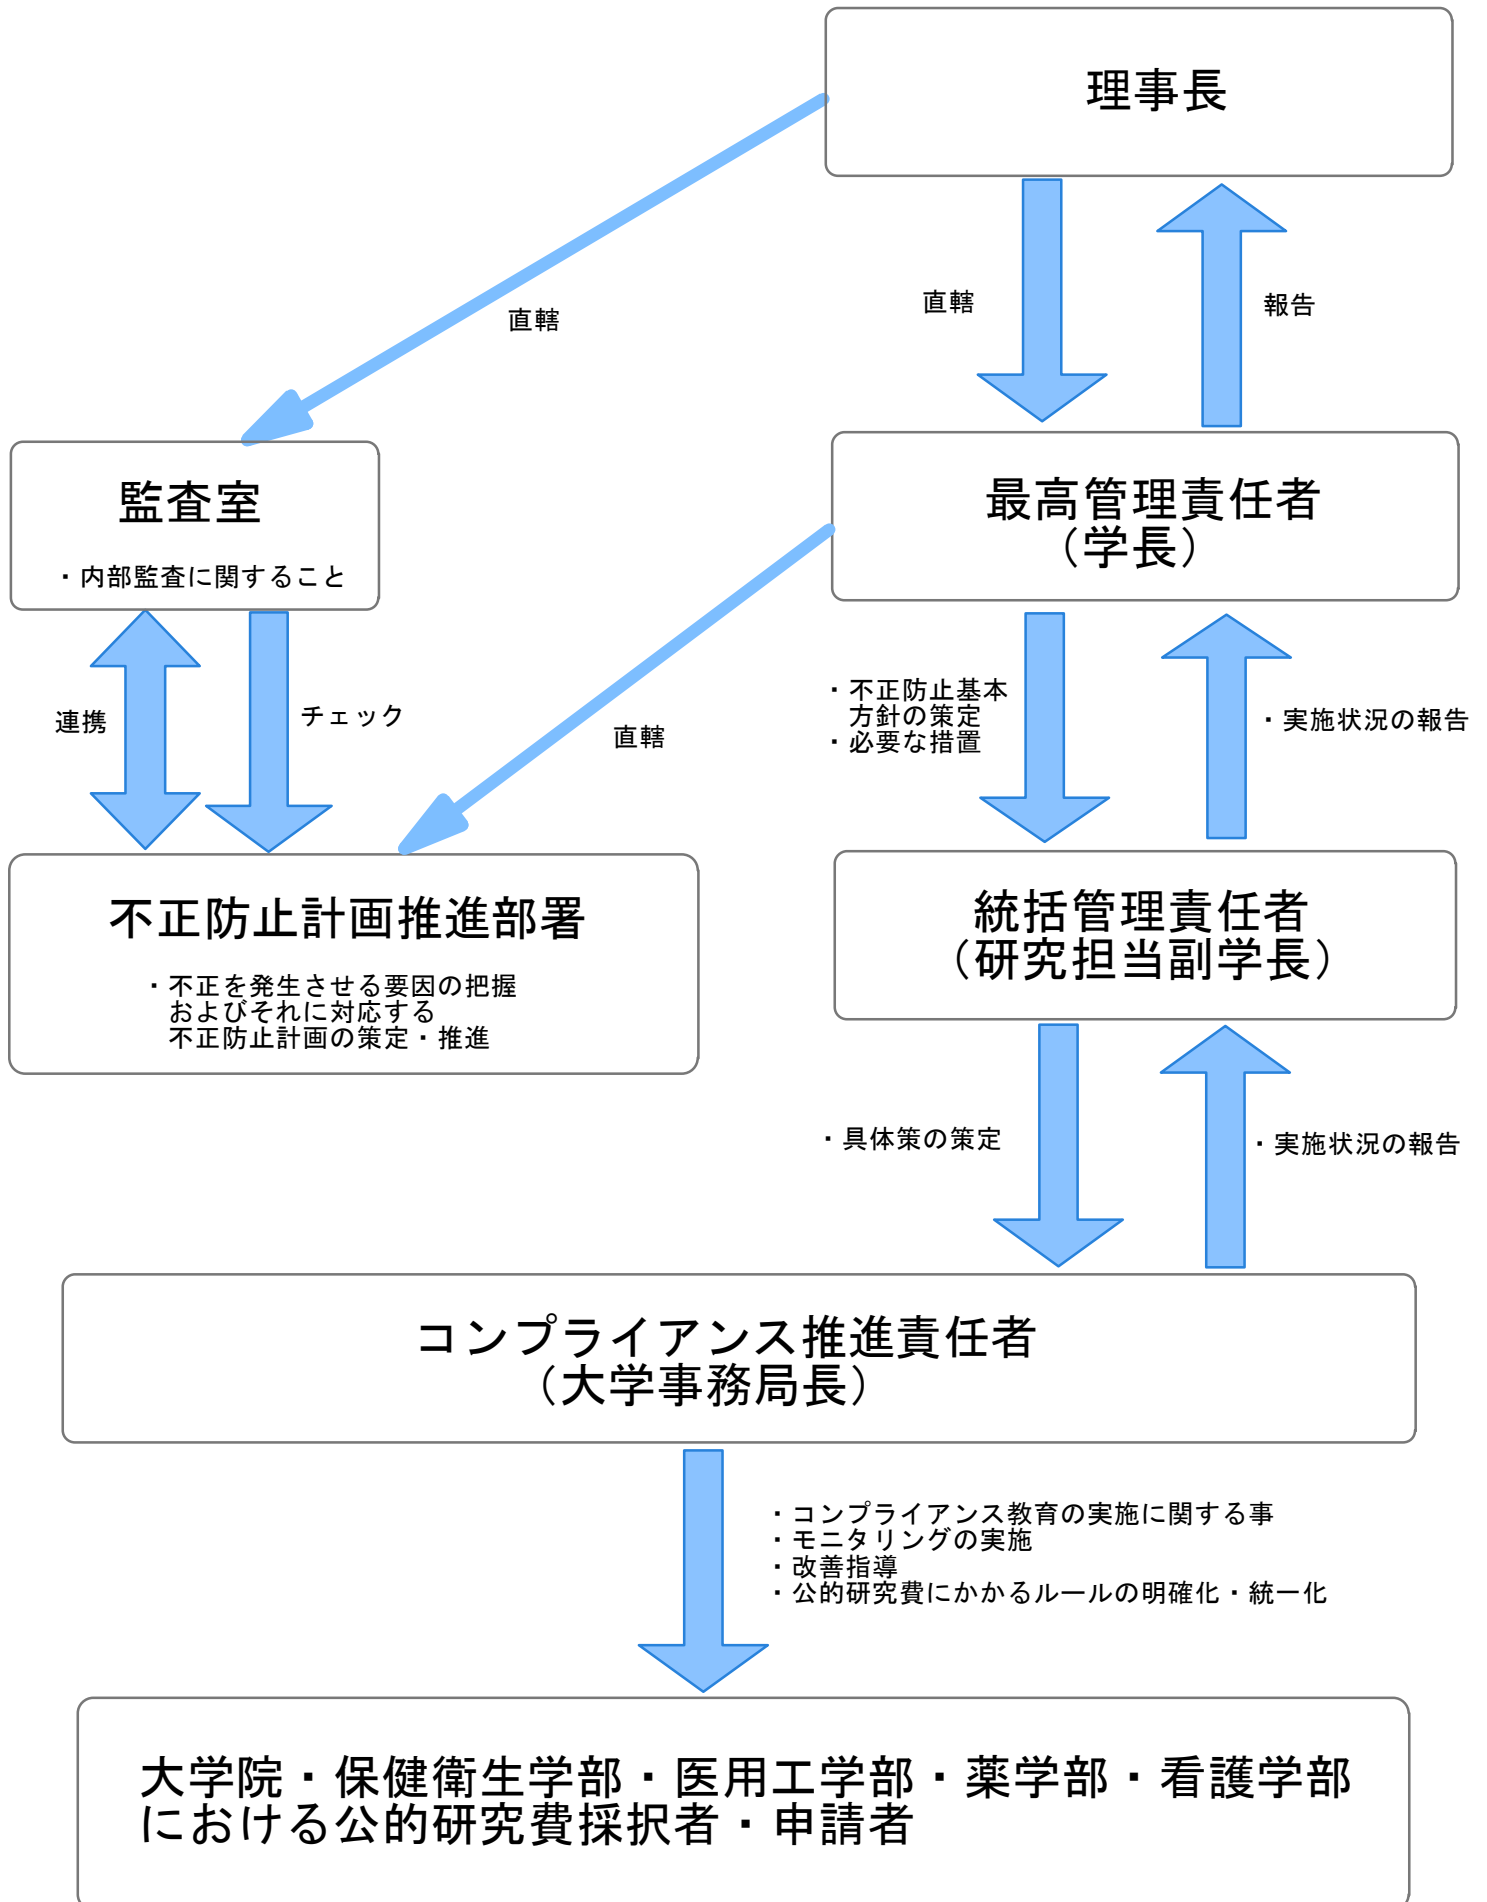 理事長
直轄
直轄
報告
監査室
・内部監査に関すること
最高管理責任者
（学長）
連携
チェック
直轄
・不正防止基本
方針の策定
・必要な措置
・実施状況の報告
不正防止計画推進部署
・不正を発生させる要因の把握
およびそれに対応する
不正防止計画の策定・推進
統括管理責任者
（研究担当副学長）
・具体策の策定
・実施状況の報告
コンプライアンス推進責任者
（大学事務局長）
・コンプライアンス教育の実施に関する事
・モニタリングの実施
・改善指導
・公的研究費にかかるルールの明確化・統一化
大学院・保健衛生学部・医用工学部・薬学部・看護学部
における公的研究費採択者・申請者